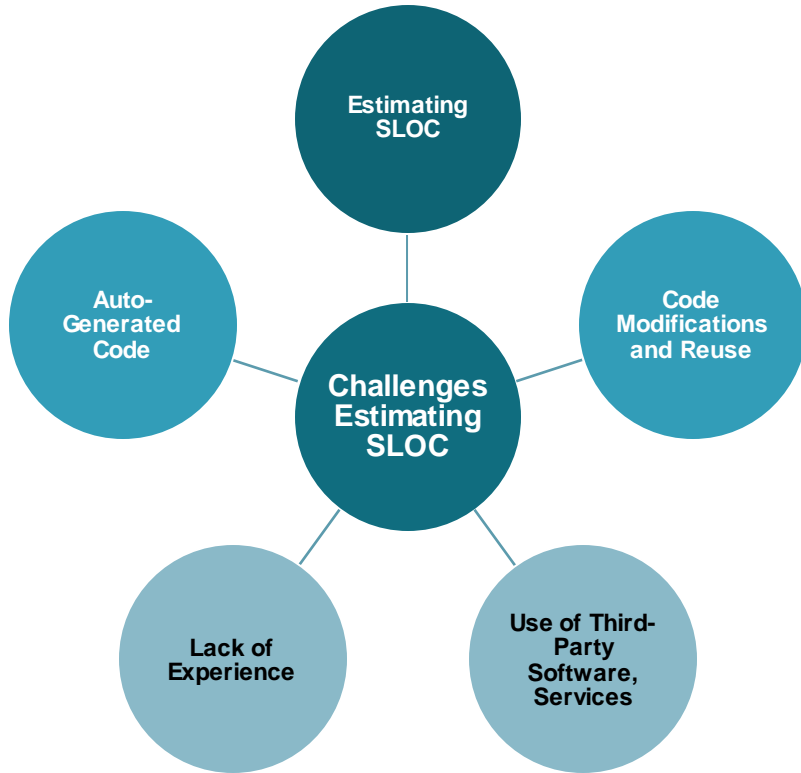 Estimating
SLOC
Auto-
Generated
Code
Code
Modifications
and Reuse
Challenges
Estimating
SLOC
Lack of
Experience
Use of Third-
Party
Software,
Services